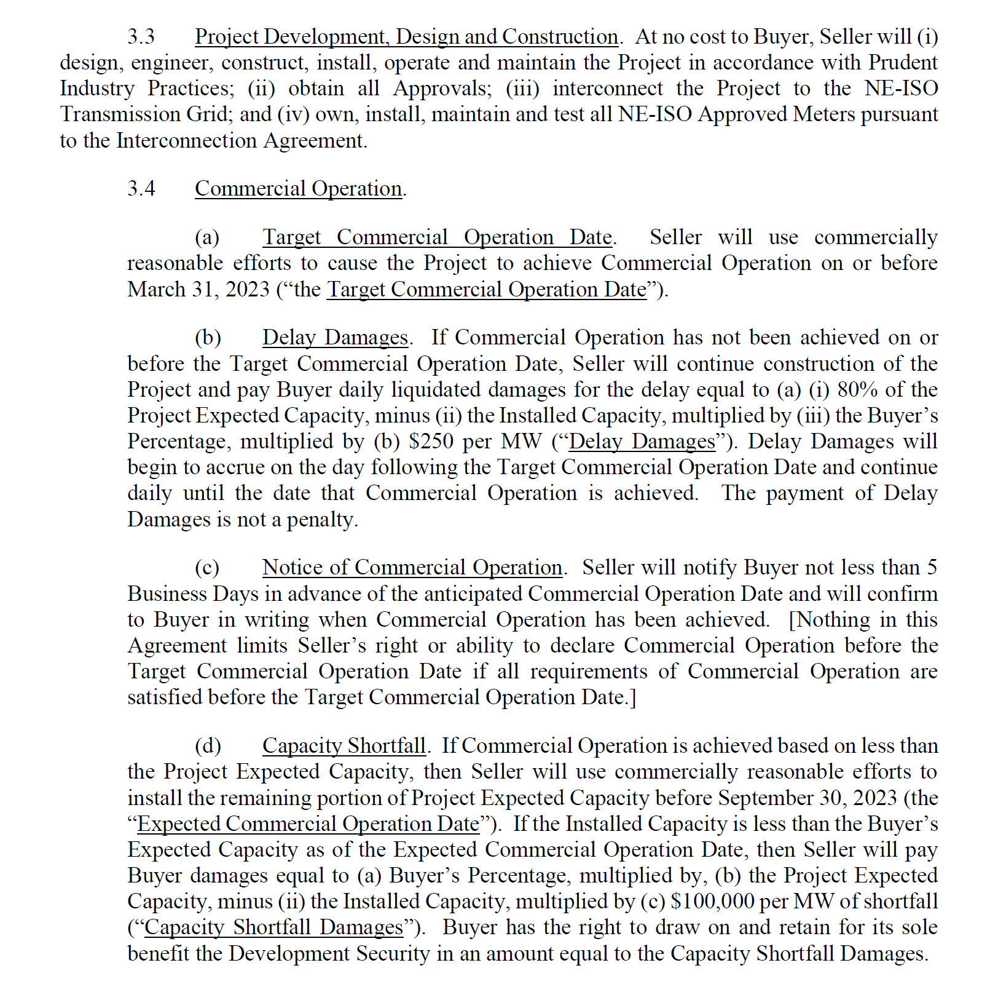 3.3 Project Development, Design and Construction. At no cost to Buyer, Seller will (i)
design, engineer, construct, install, operate and maintain the Project in accordance with Prudent
Industry Practices; (ii) obtain all Approvals; (iii) interconnect the Project to the NE-ISO
Transmission Grid; and (iv) own, install, maintain and test all NE-ISO Approved Meters pursuant
to the Interconnection Agreement.
3.4 Commercial Operation.
(a) Target Commercial Operation Date. Seller will use commercially
reasonable efforts to cause the Project to achieve Commercial Operation on or before
March 31, 2023 (“the Target Commercial Operation Date”).
(b) Delay Damages. If Commercial Operation has not been achieved on or
before the Target Commercial Operation Date, Seller will continue construction of the
Project and pay Buyer daily liquidated damages for the delay equal to (a) (i) 80% of the
Project Expected Capacity, minus (ii) the Installed Capacity, multiplied by (iii) the Buyer’s
Percentage, multiplied by (b) $250 per MW (“Delay Damages”). Delay Damages will
begin to accrue on the day following the Target Commercial Operation Date and continue
daily until the date that Commercial Operation is achieved. The payment of Delay
Damages is not a penalty.
(c) Notice of Commercial Operation. Seller will notify Buyer not less than 5
Business Days in advance of the anticipated Commercial Operation Date and will confirm
to Buyer in writing when Commercial Operation has been achieved. [Nothing in this
Agreement limits Seller’s right or ability to declare Commercial Operation before the
Target Commercial Operation Date if all requirements of Commercial Operation are
satisfied before the Target Commercial Operation Date.]
(d) Capacity Shortfall. If Commercial Operation is achieved based on less than
the Project Expected Capacity, then Seller will use commercially reasonable efforts to
install the remaining portion of Project Expected Capacity before September 30, 2023 (the
“Expected Commercial Operation Date”). If the Installed Capacity is less than the Buyer’s
Expected Capacity as of the Expected Commercial Operation Date, then Seller will pay
Buyer damages equal to (a) Buyer’s Percentage, multiplied by, (b) the Project Expected
Capacity, minus (ii) the Installed Capacity, multiplied by (c) $100,000 per MW of shortfall
(“Capacity Shortfall Damages”). Buyer has the right to draw on and retain for its sole
benefit the Development Security in an amount equal to the Capacity Shortfall Damages.